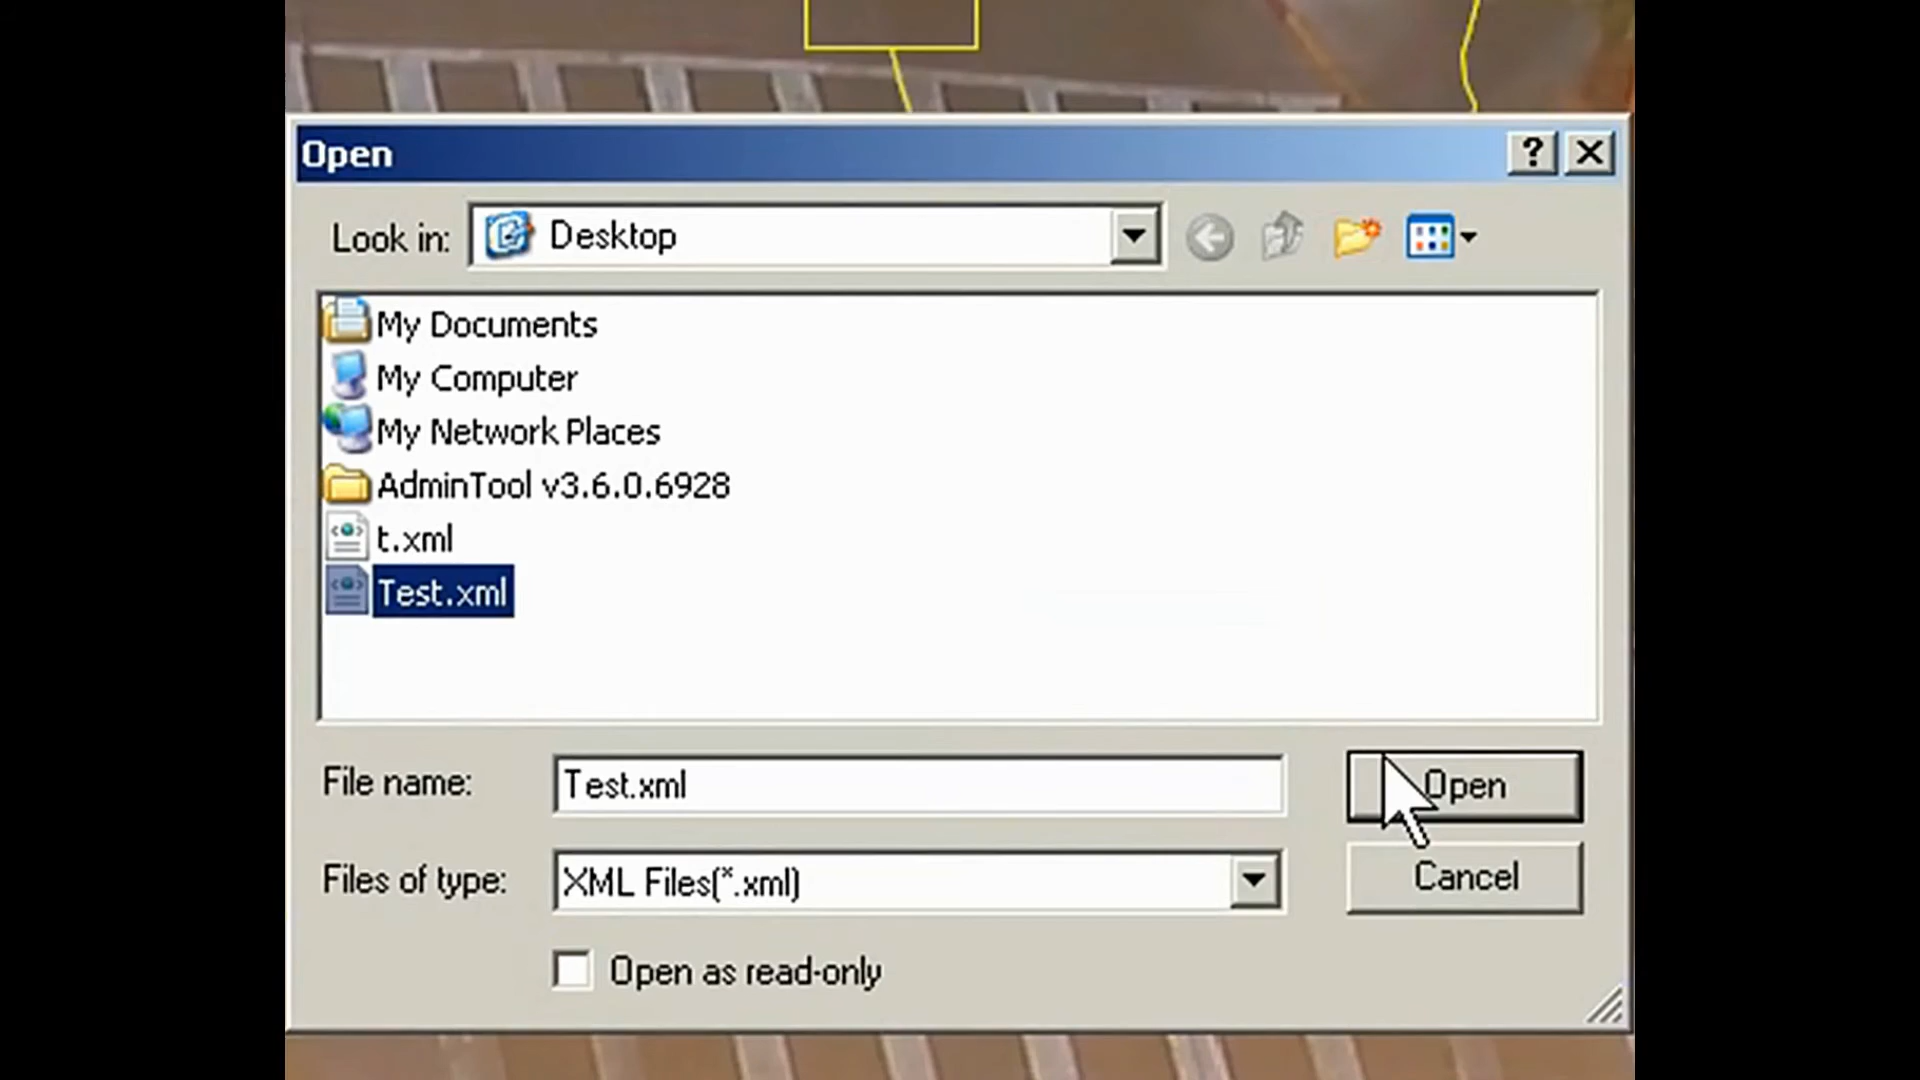 Open
Look in: Desktop
My Documents
My Computer
My Network Places
AdminTool v3.6.0.6928
t.xml
Test.xml
File name: Test.xml Open
Files of type: XML Files(*.xml) Cancel
Open as read-only